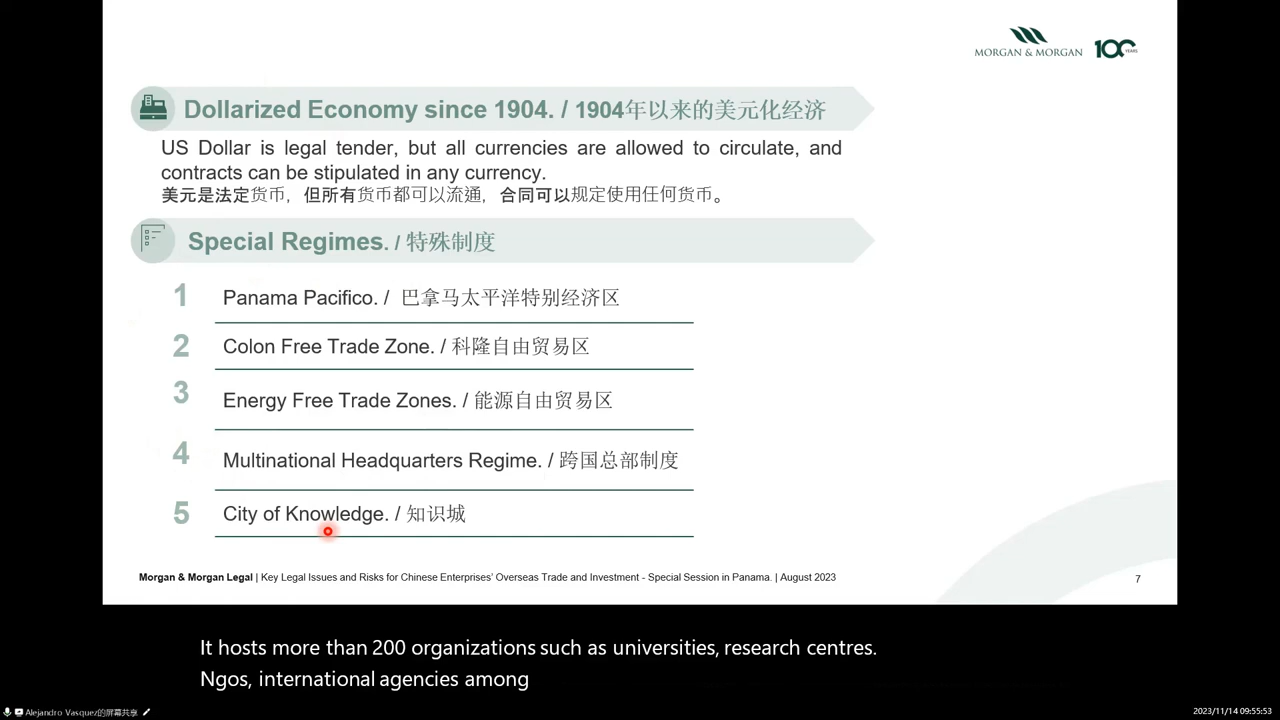 MORGAN & MORGAN 100 YEARS
Dollarized Economy since 1904. / 1904年以来的美元化经济
US Dollar is legal tender, but all currencies are allowed to circulate, and
contracts can be stipulated in any currency.
美元是法定货币，但所有货币都可以流通，合同可以规定使用任何货币。
Special Regimes. / 特殊制度
1 Panama Pacifico. / 巴拿马太平洋特别经济区
2 Colon Free Trade Zone. / 科隆自由贸易区
3 Energy Free Trade Zones. / 能源自由贸易区
4 Multinational Headquarters Regime. / 跨国总部制度
5 City of Knowledge. / 知识城
Morgan & Morgan Legal | Key Legal Issues and Risks for Chinese Enterprises' Overseas Trade and Investment - Special Session in Panama. | August 2023 7
It hosts more than 200 organizations such as universities, research centres.
Ngos, international agencies among
Alejandro Vasquez的屏幕共享
2023/11/14 09:55:53